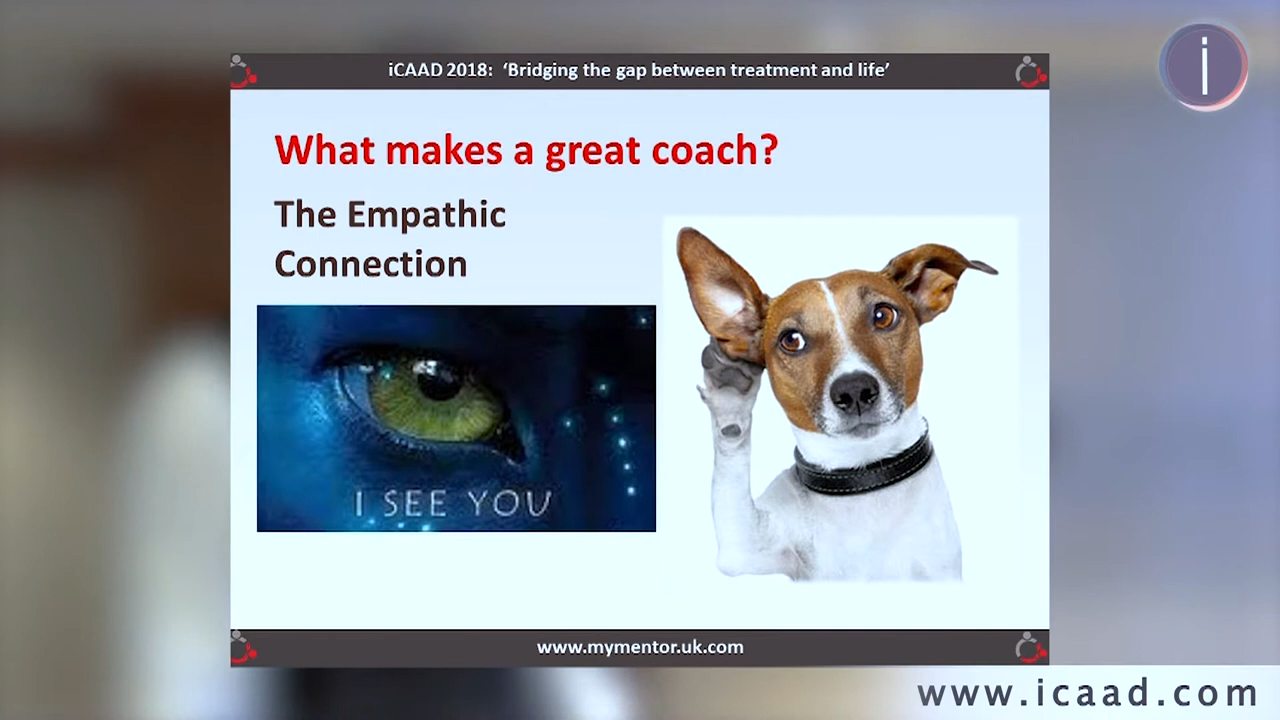 iCAAD 2018:  ‘Bridging the gap between treatment and life’
i
What makes a great coach?
The Empathic
Connection
I SEE YOU
www.mymentor.uk.com
www.icaad.com